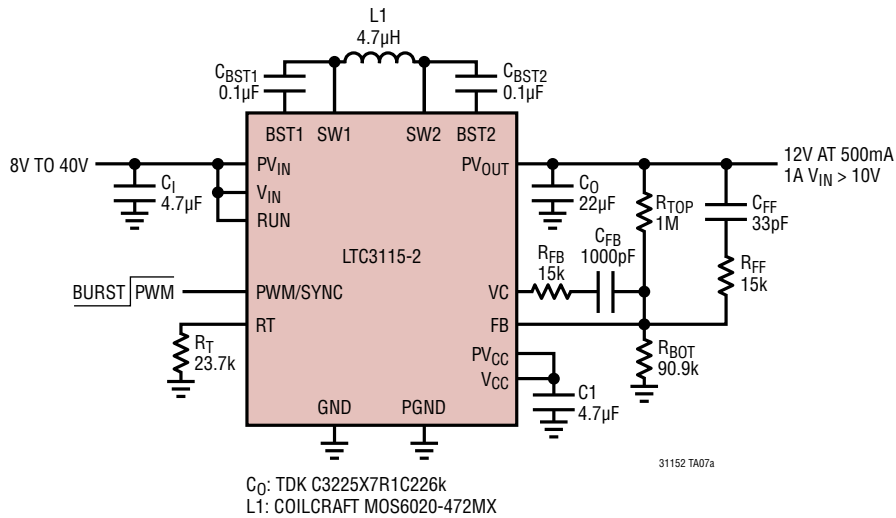 L1
4.7µH
CBST1
0.1µF
CBST2
0.1µF
BST1 SW1 SW2 BST2
8V TO 40V
PVIN
PVOUT
12V AT 500mA
1A VIN > 10V
CI
4.7µF
VIN
RUN
CO
22µF
RTOP
1M
CFF
33pF
LTC3115-2
RFB
15k
CFB
1000pF
RFF
15k
BURST PWM
PWM/SYNC
VC
RT
FB
RT
23.7k
PVCC
VCC
RBOT
90.9k
C1
4.7µF
GND PGND
31152 TA07a
CO: TDK C3225X7R1C226k
L1: COILCRAFT MOS6020-472MX